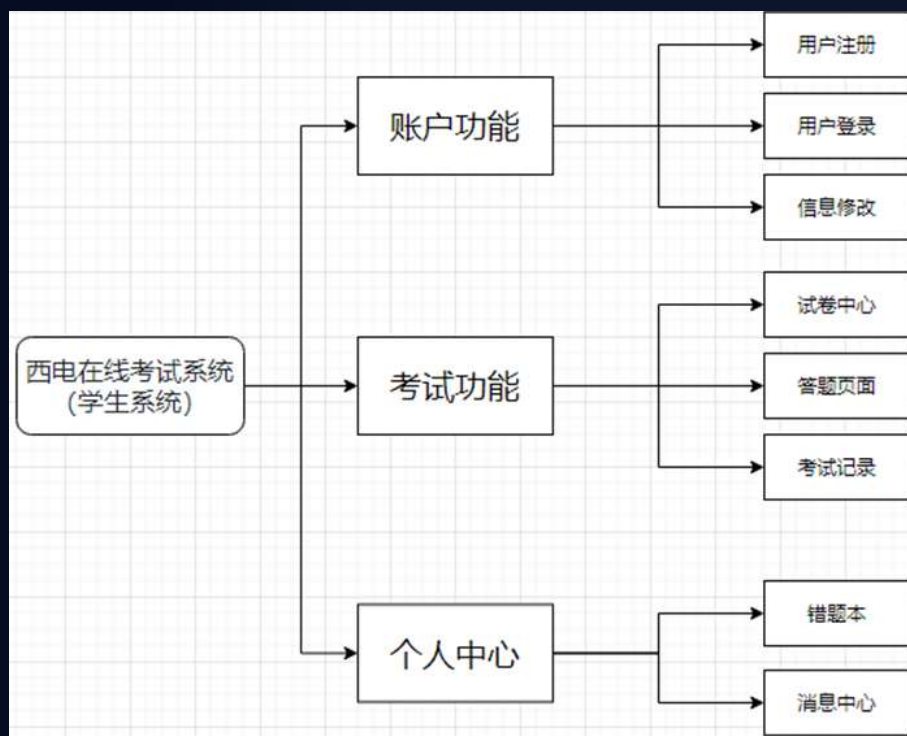 用户注册
账户功能
用户登录
信息修改
试卷中心
西电在线考试系统
(学生系统)
考试功能
答题页面
考试记录
错题本
个人中心
消息中心